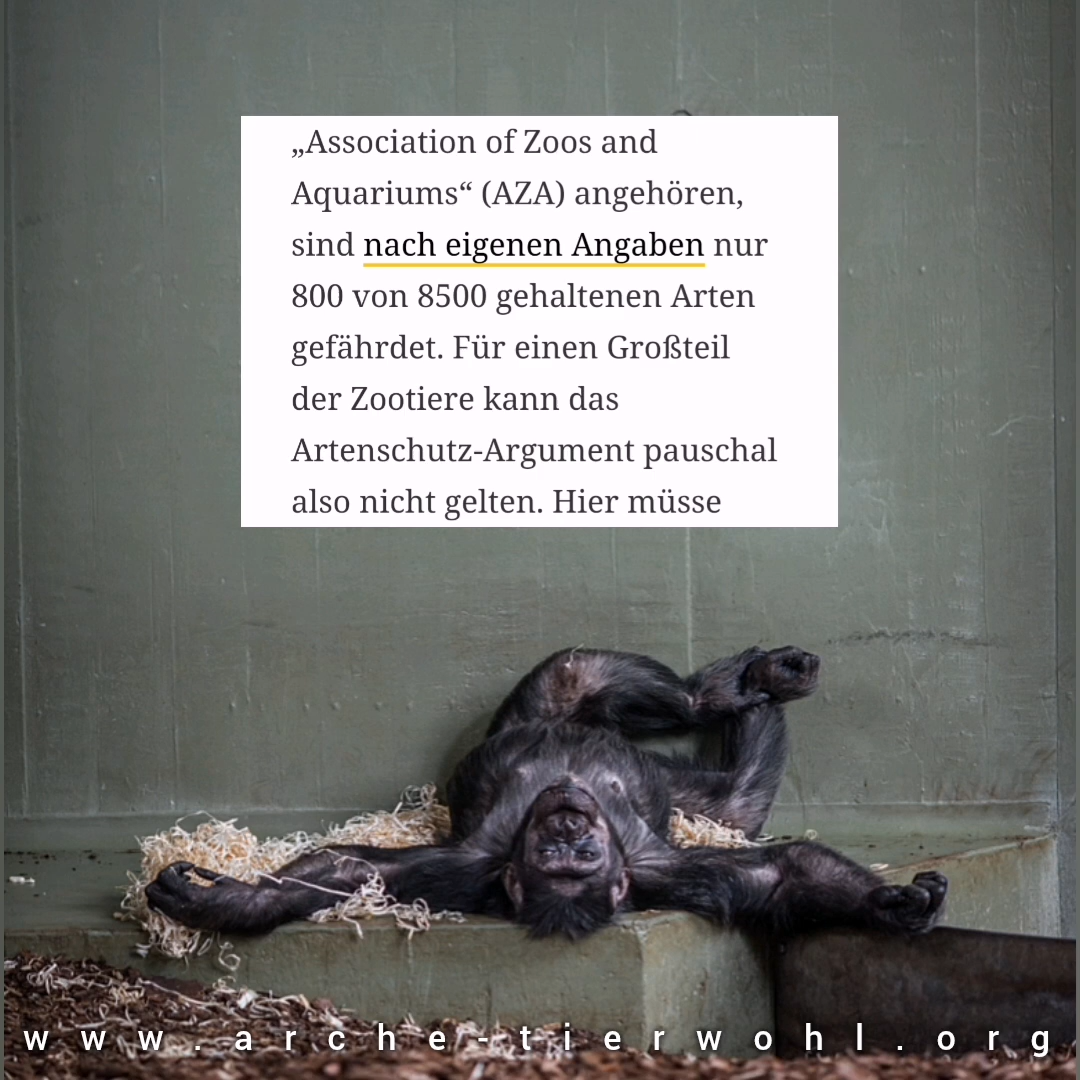 „Association of Zoos and
Aquariums“ (AZA) angehören,
sind nach eigenen Angaben nur
800 von 8500 gehaltenen Arten
gefährdet. Für einen Großteil
der Zootiere kann das
Artenschutz-Argument pauschal
also nicht gelten. Hier müsse
www.arche-tierwohl.org